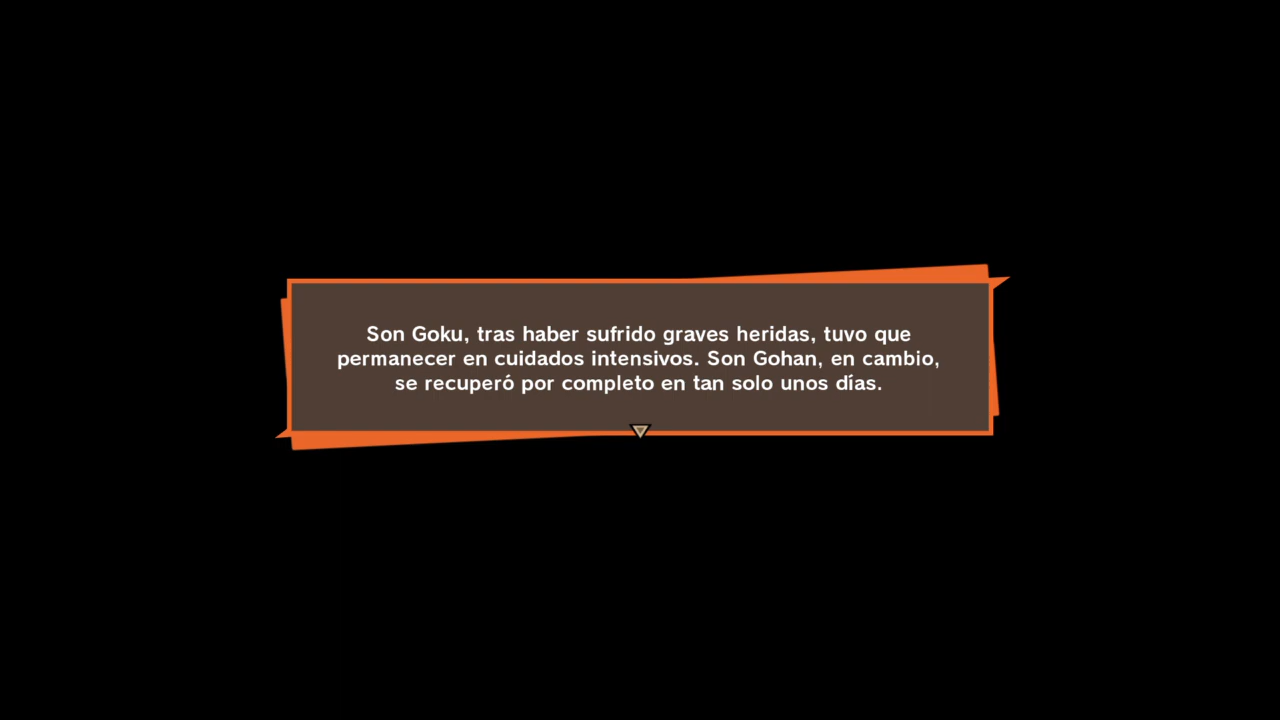 Son Goku, tras haber sufrido graves heridas, tuvo que
permanecer en cuidados intensivos. Son Gohan, en cambio,
se recuperó por completo en tan solo unos días.